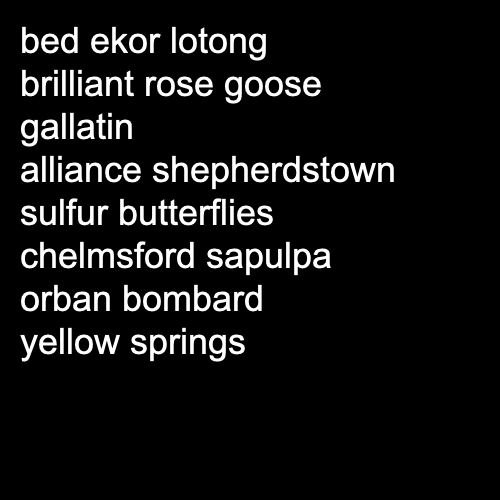 bed ekor lotong
brilliant rose goose
gallatin
alliance shepherdstown
sulfur butterflies
chelmsford sapulpa
orban bombard
yellow springs